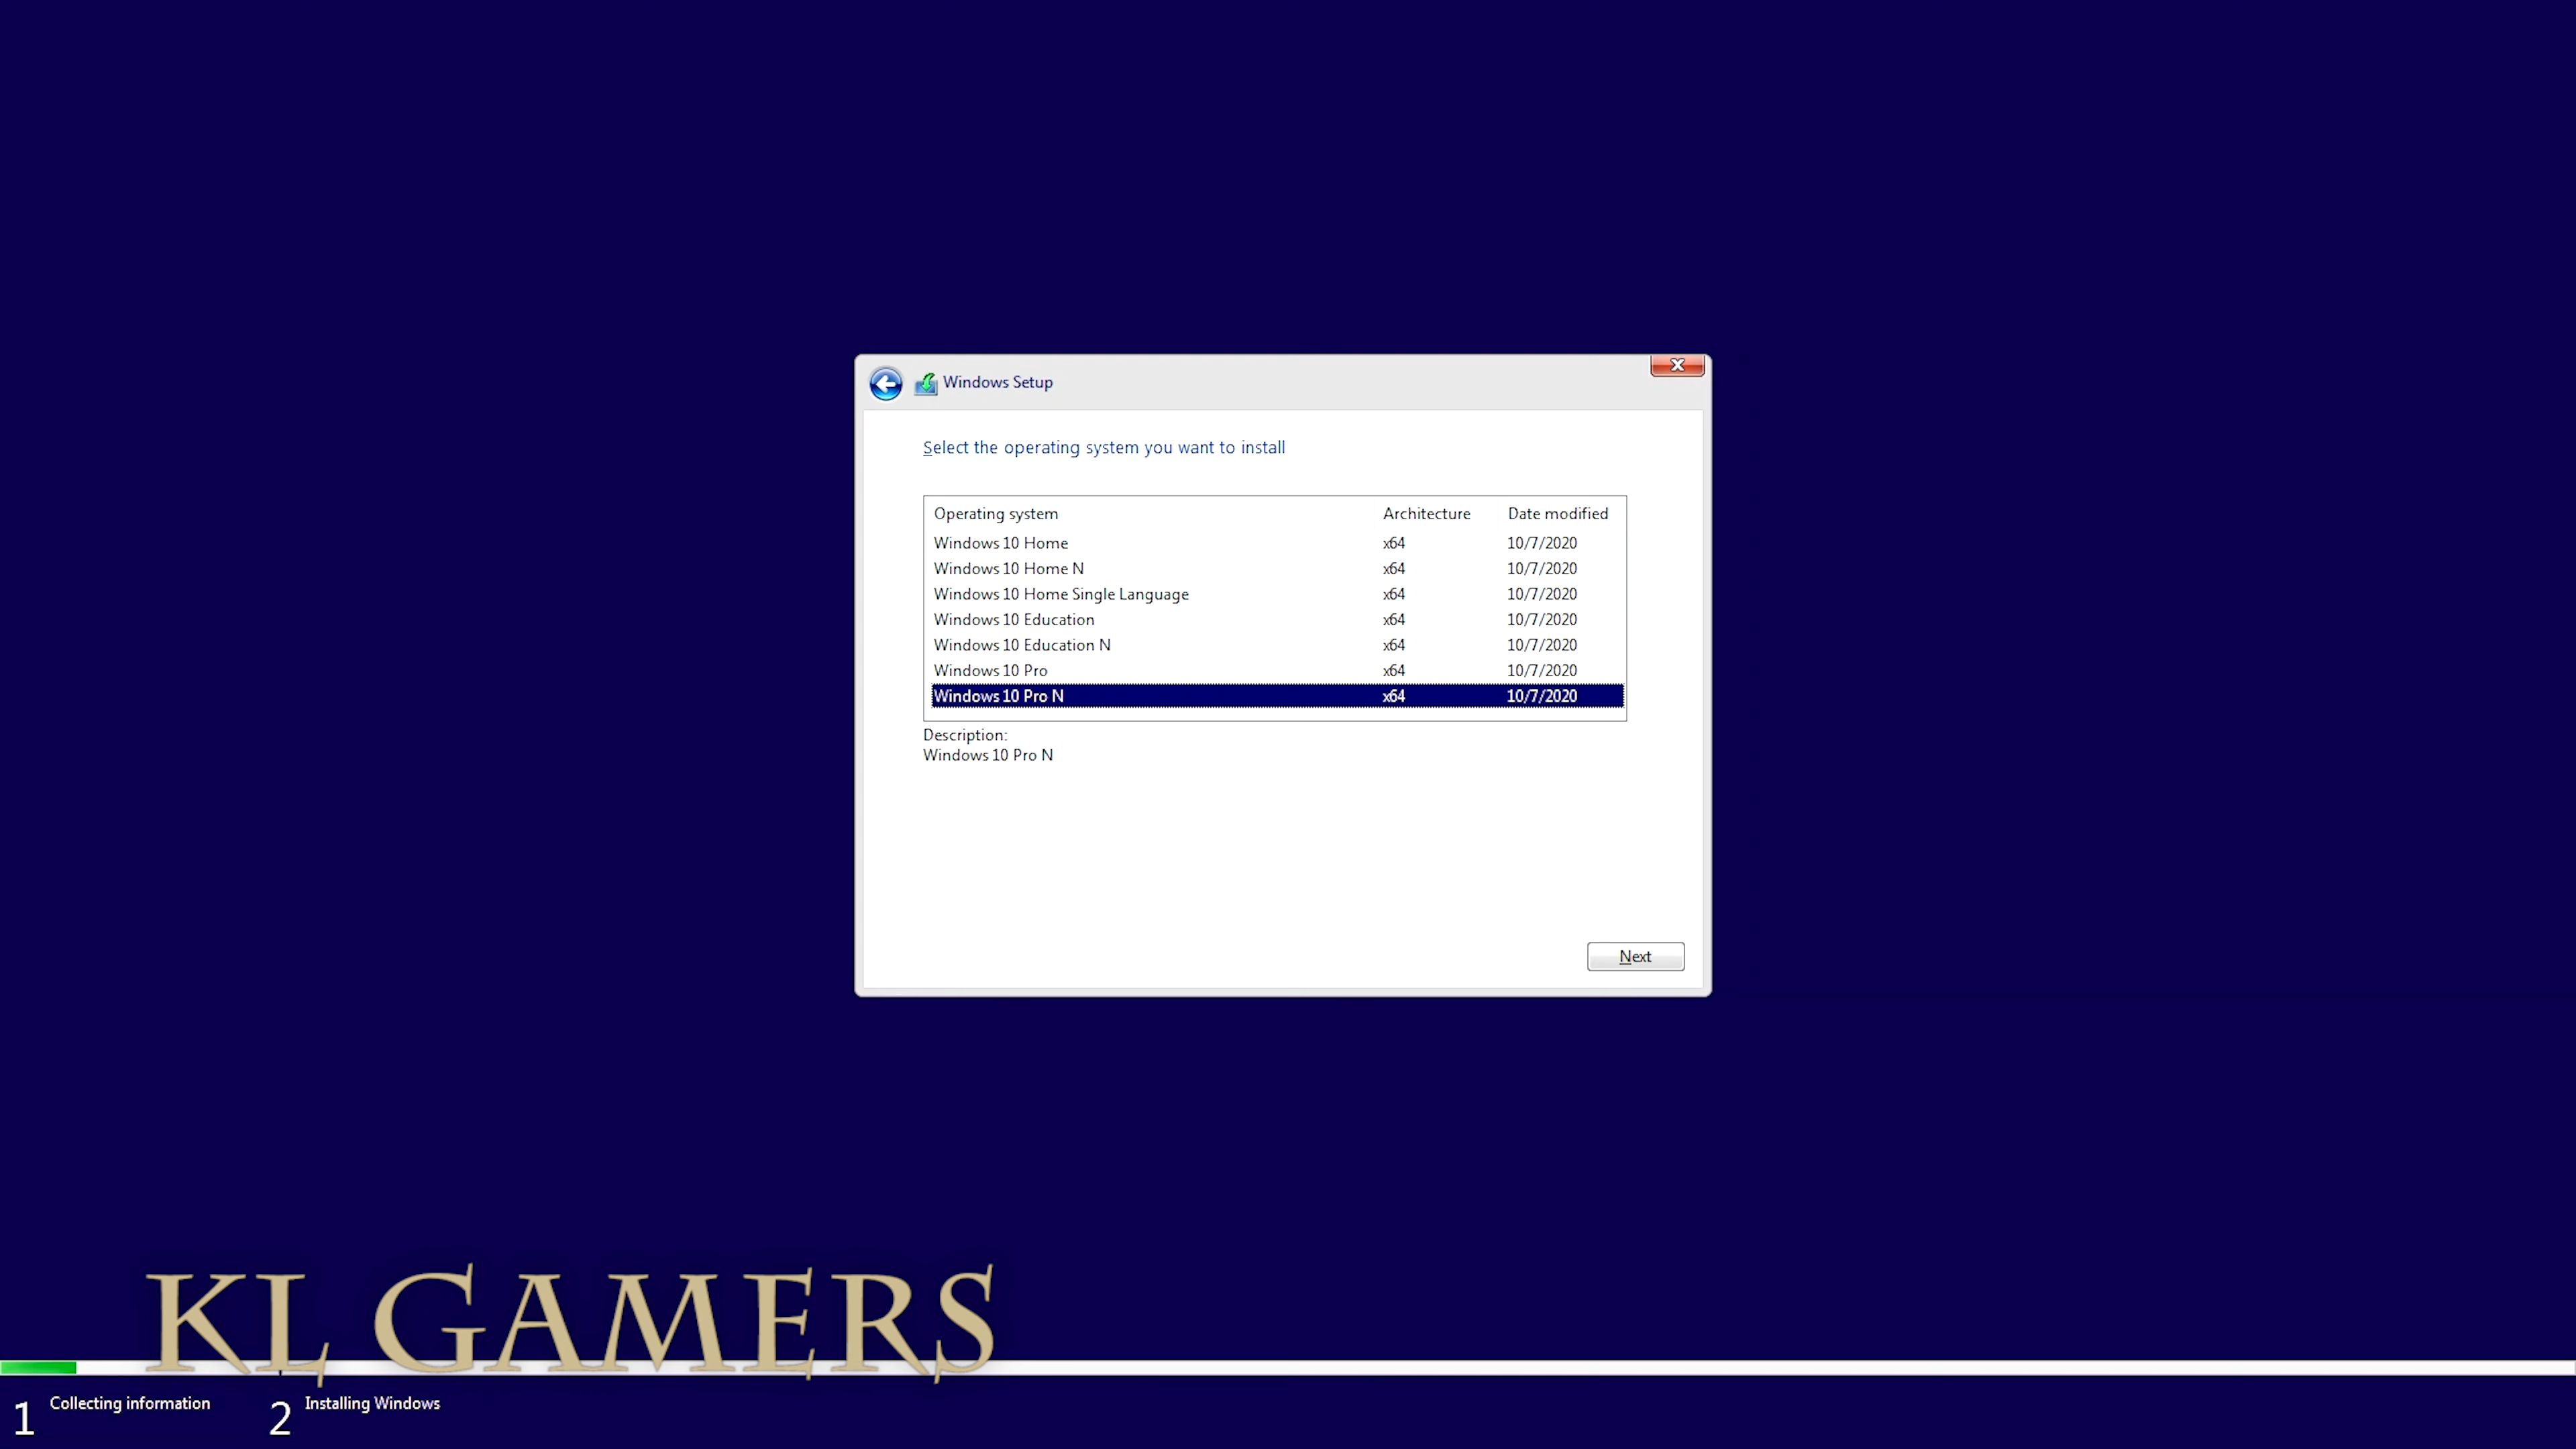 Windows Setup
Select the operating system you want to install
Operating system Architecture Date modified
Windows 10 Home x64 10/7/2020
Windows 10 Home N x64 10/7/2020
Windows 10 Home Single Language x64 10/7/2020
Windows 10 Education x64 10/7/2020
Windows 10 Education N x64 10/7/2020
Windows 10 Pro x64 10/7/2020
Windows 10 Pro N x64 10/7/2020
Description:
Windows 10 Pro N
Next
KL GAMERS
1 Collecting information 2 Installing Windows